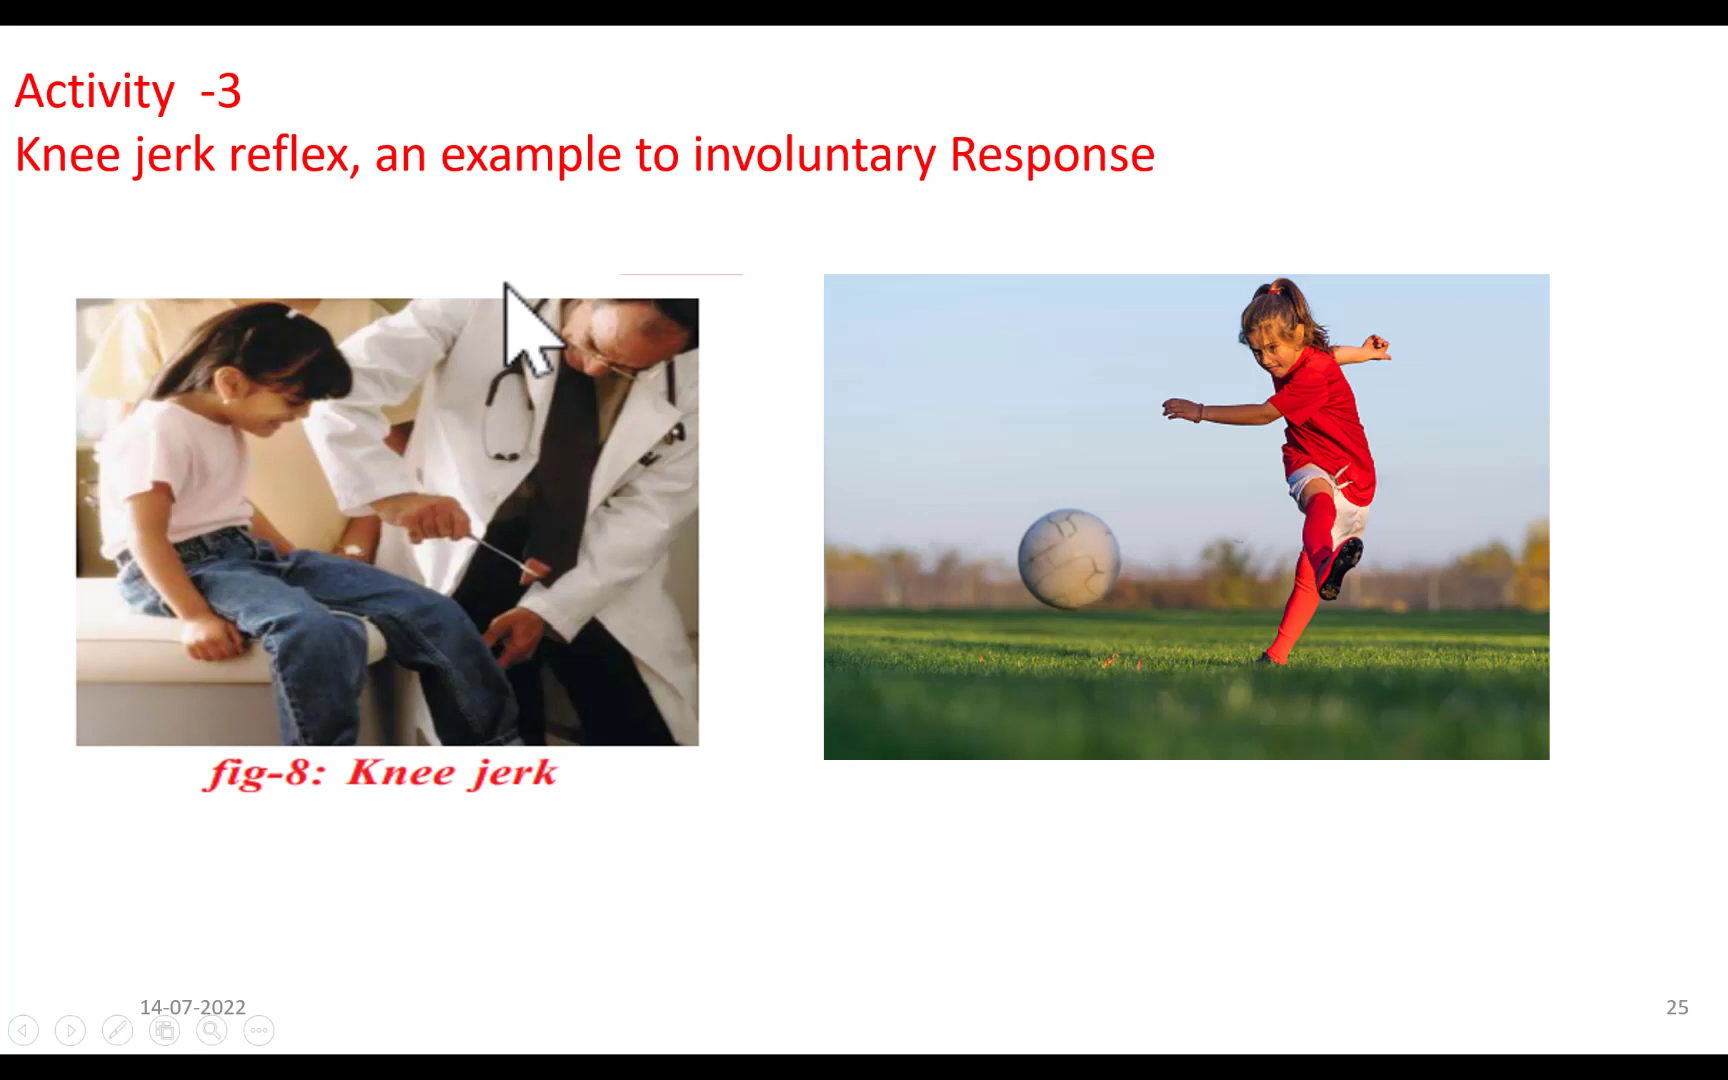 Activity -3
Knee jerk reflex, an example to involuntary Response
fig-8: Knee jerk
14-07-2022
25